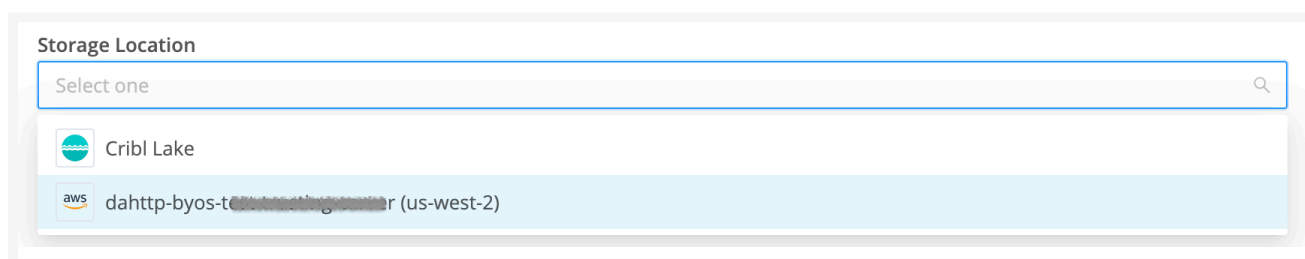 Storage Location
Select one
Cribl Lake
aws
dahttp-byos-t r (us-west-2)